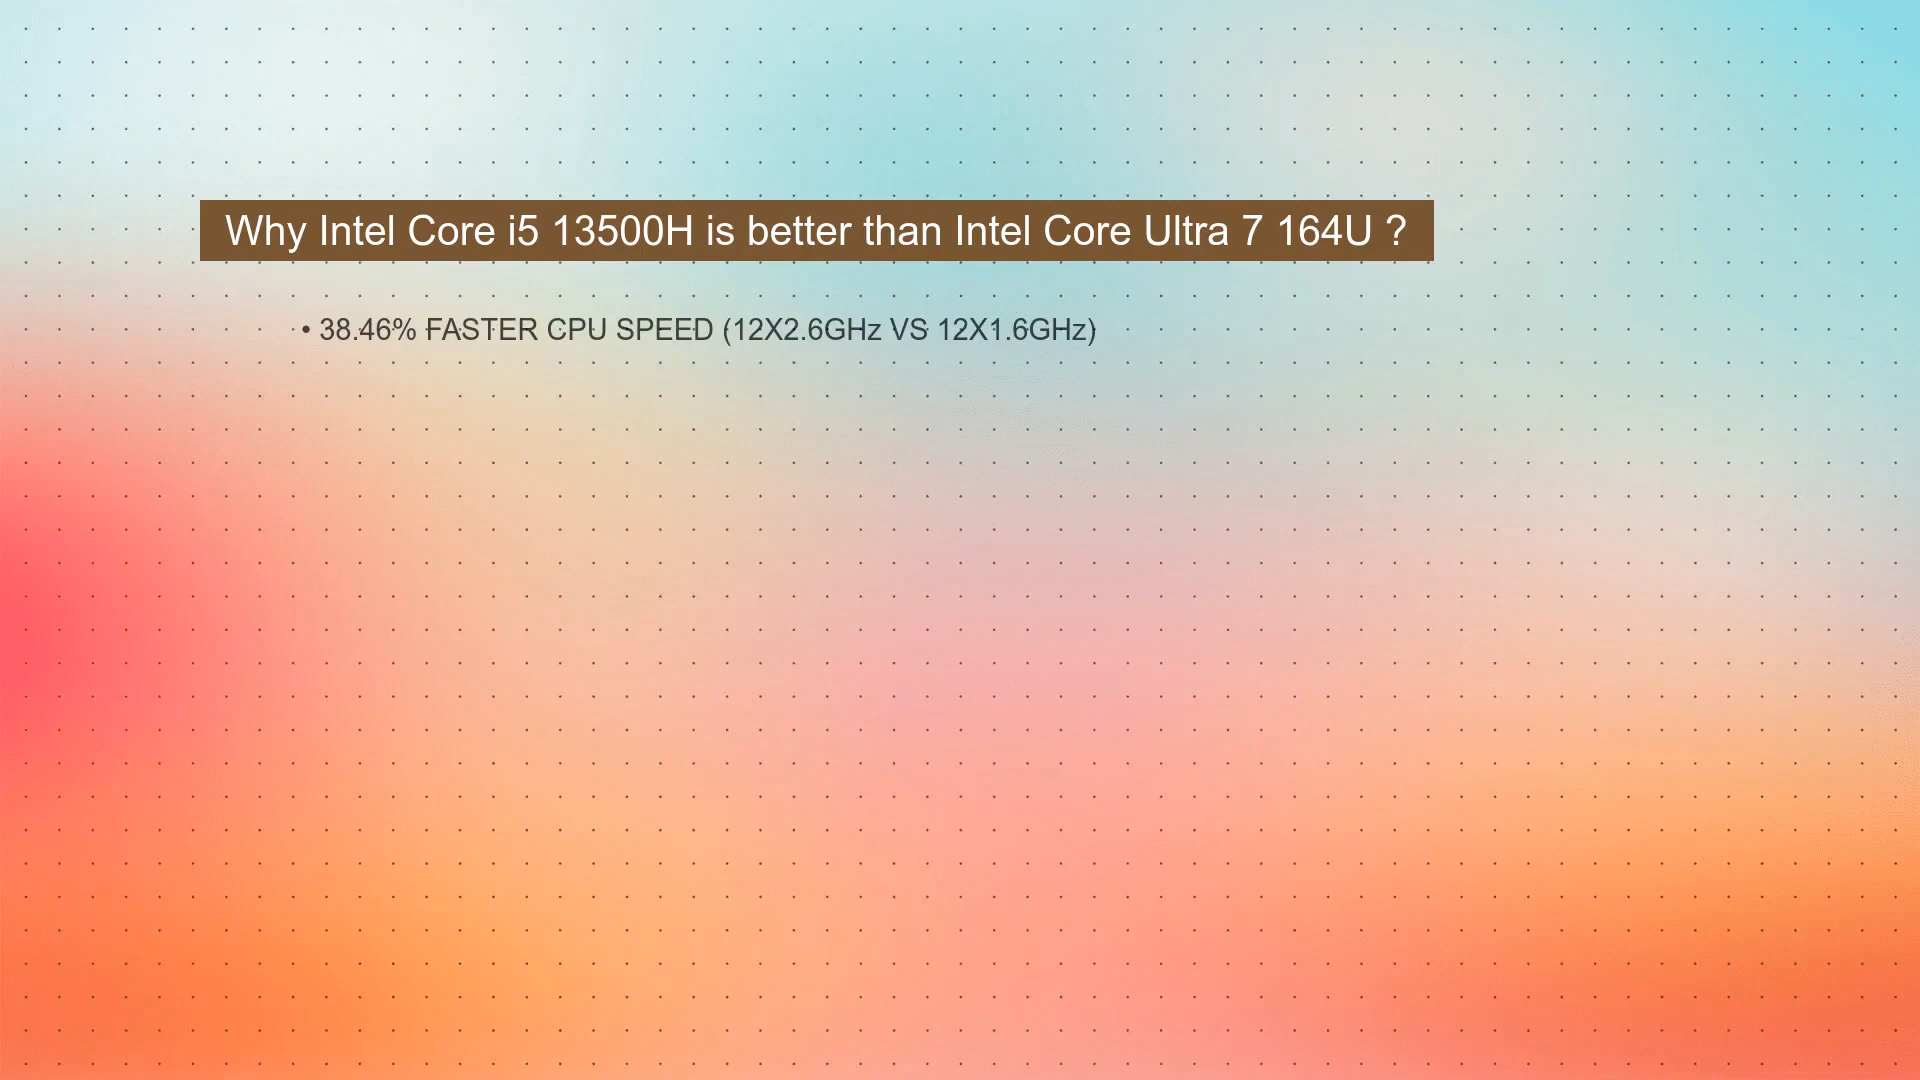 Why Intel Core i5 13500H is better than Intel Core Ultra 7 164U ?
• 38.46% FASTER CPU SPEED (12X2.6GHz VS 12X1.6GHz)